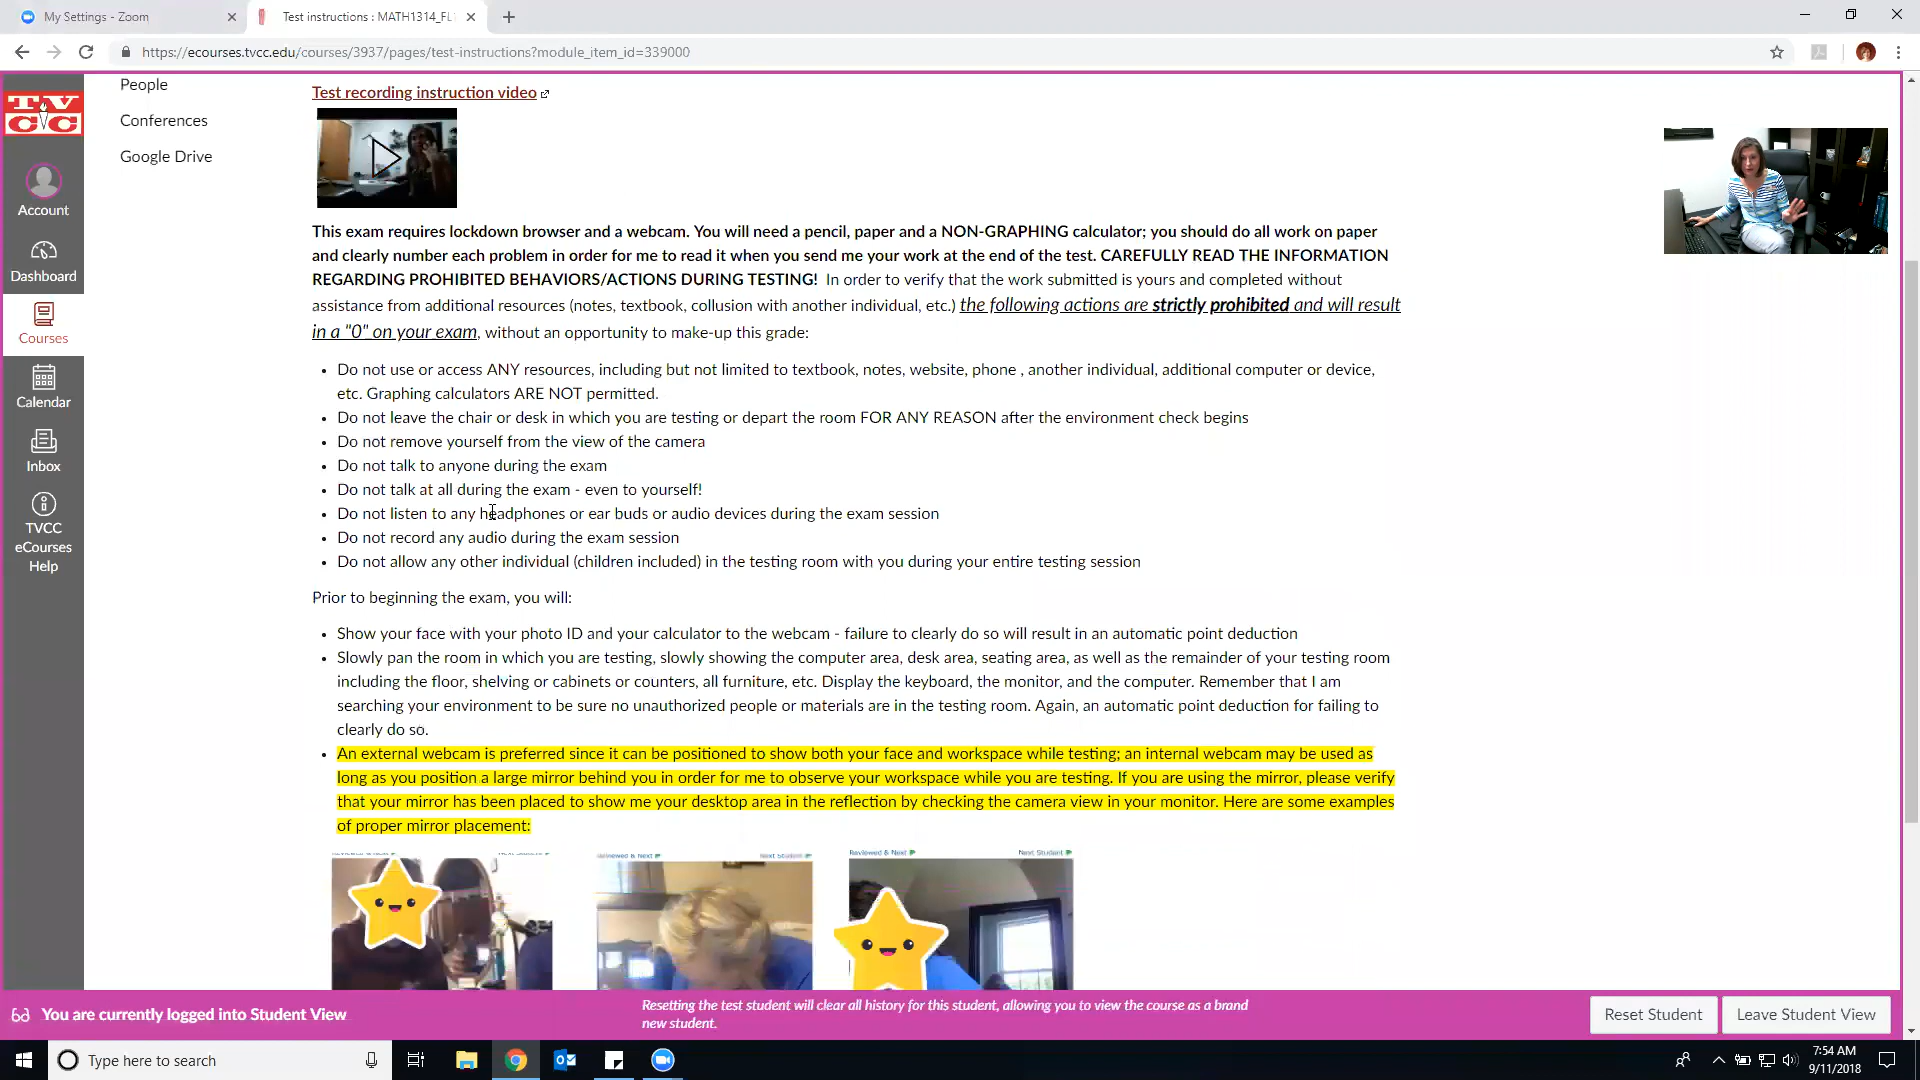 My Settings - Zoom
Test instructions : MATH1314_FL
https://ecourses.tvcc.edu/courses/3937/pages/test-instructions?module_item_id=339000
TV
CC
Account
Dashboard
Courses
Calendar
Inbox
TVCC
eCourses
Help
People
Conferences
Google Drive
Test recording instruction video
This exam requires lockdown browser and a webcam. You will need a pencil, paper and a NON-GRAPHING calculator; you should do all work on paper
and clearly number each problem in order for me to read it when you send me your work at the end of the test. CAREFULLY READ THE INFORMATION
REGARDING PROHIBITED BEHAVIORS/ACTIONS DURING TESTING! In order to verify that the work submitted is yours and completed without
assistance from additional resources (notes, textbook, collusion with another individual, etc.) the following actions are strictly prohibited and will result
in a "0" on your exam, without an opportunity to make-up this grade:
• Do not use or access ANY resources, including but not limited to textbook, notes, website, phone , another individual, additional computer or device,
etc. Graphing calculators ARE NOT permitted.
• Do not leave the chair or desk in which you are testing or depart the room FOR ANY REASON after the environment check begins
• Do not remove yourself from the view of the camera
• Do not talk to anyone during the exam
• Do not talk at all during the exam - even to yourself!
• Do not listen to any headphones or ear buds or audio devices during the exam session
• Do not record any audio during the exam session
• Do not allow any other individual (children included) in the testing room with you during your entire testing session
Prior to beginning the exam, you will:
• Show your face with your photo ID and your calculator to the webcam - failure to clearly do so will result in an automatic point deduction
• Slowly pan the room in which you are testing, slowly showing the computer area, desk area, seating area, as well as the remainder of your testing room
including the floor, shelving or cabinets or counters, all furniture, etc. Display the keyboard, the monitor, and the computer. Remember that I am
searching your environment to be sure no unauthorized people or materials are in the testing room. Again, an automatic point deduction for failing to
clearly do so.
• An external webcam is preferred since it can be positioned to show both your face and workspace while testing; an internal webcam may be used as
long as you position a large mirror behind you in order for me to observe your workspace while you are testing. If you are using the mirror, please verify
that your mirror has been placed to show me your desktop area in the reflection by checking the camera view in your monitor. Here are some examples
of proper mirror placement:
Reviewed & Next Next Student
Reviewed & Next Next Student
You are currently logged into Student View
Resetting the test student will clear all history for this student, allowing you to view the course as a brand
new student.
Reset Student
Leave Student View
Type here to search
7:54 AM
9/11/2018